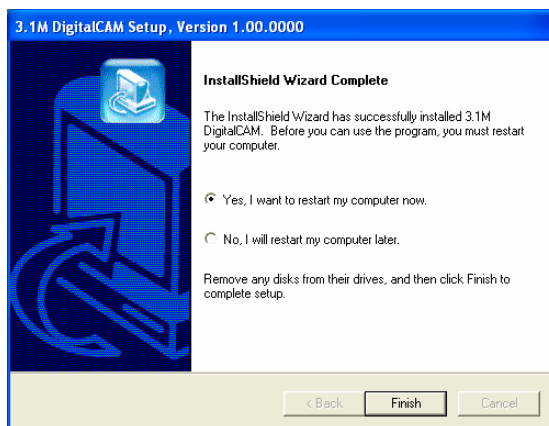 3.1M DigitalCAM Setup, Version 1.00.0000
InstallShield Wizard Complete
The InstallShield Wizard has successfully installed 3.1M
DigitalCAM. Before you can use the program, you must restart
your computer.
Yes, I want to restart my computer now.
No, I will restart my computer later.
Remove any disks from their drives, and then click Finish to
complete setup.
< Back
Finish
Cancel